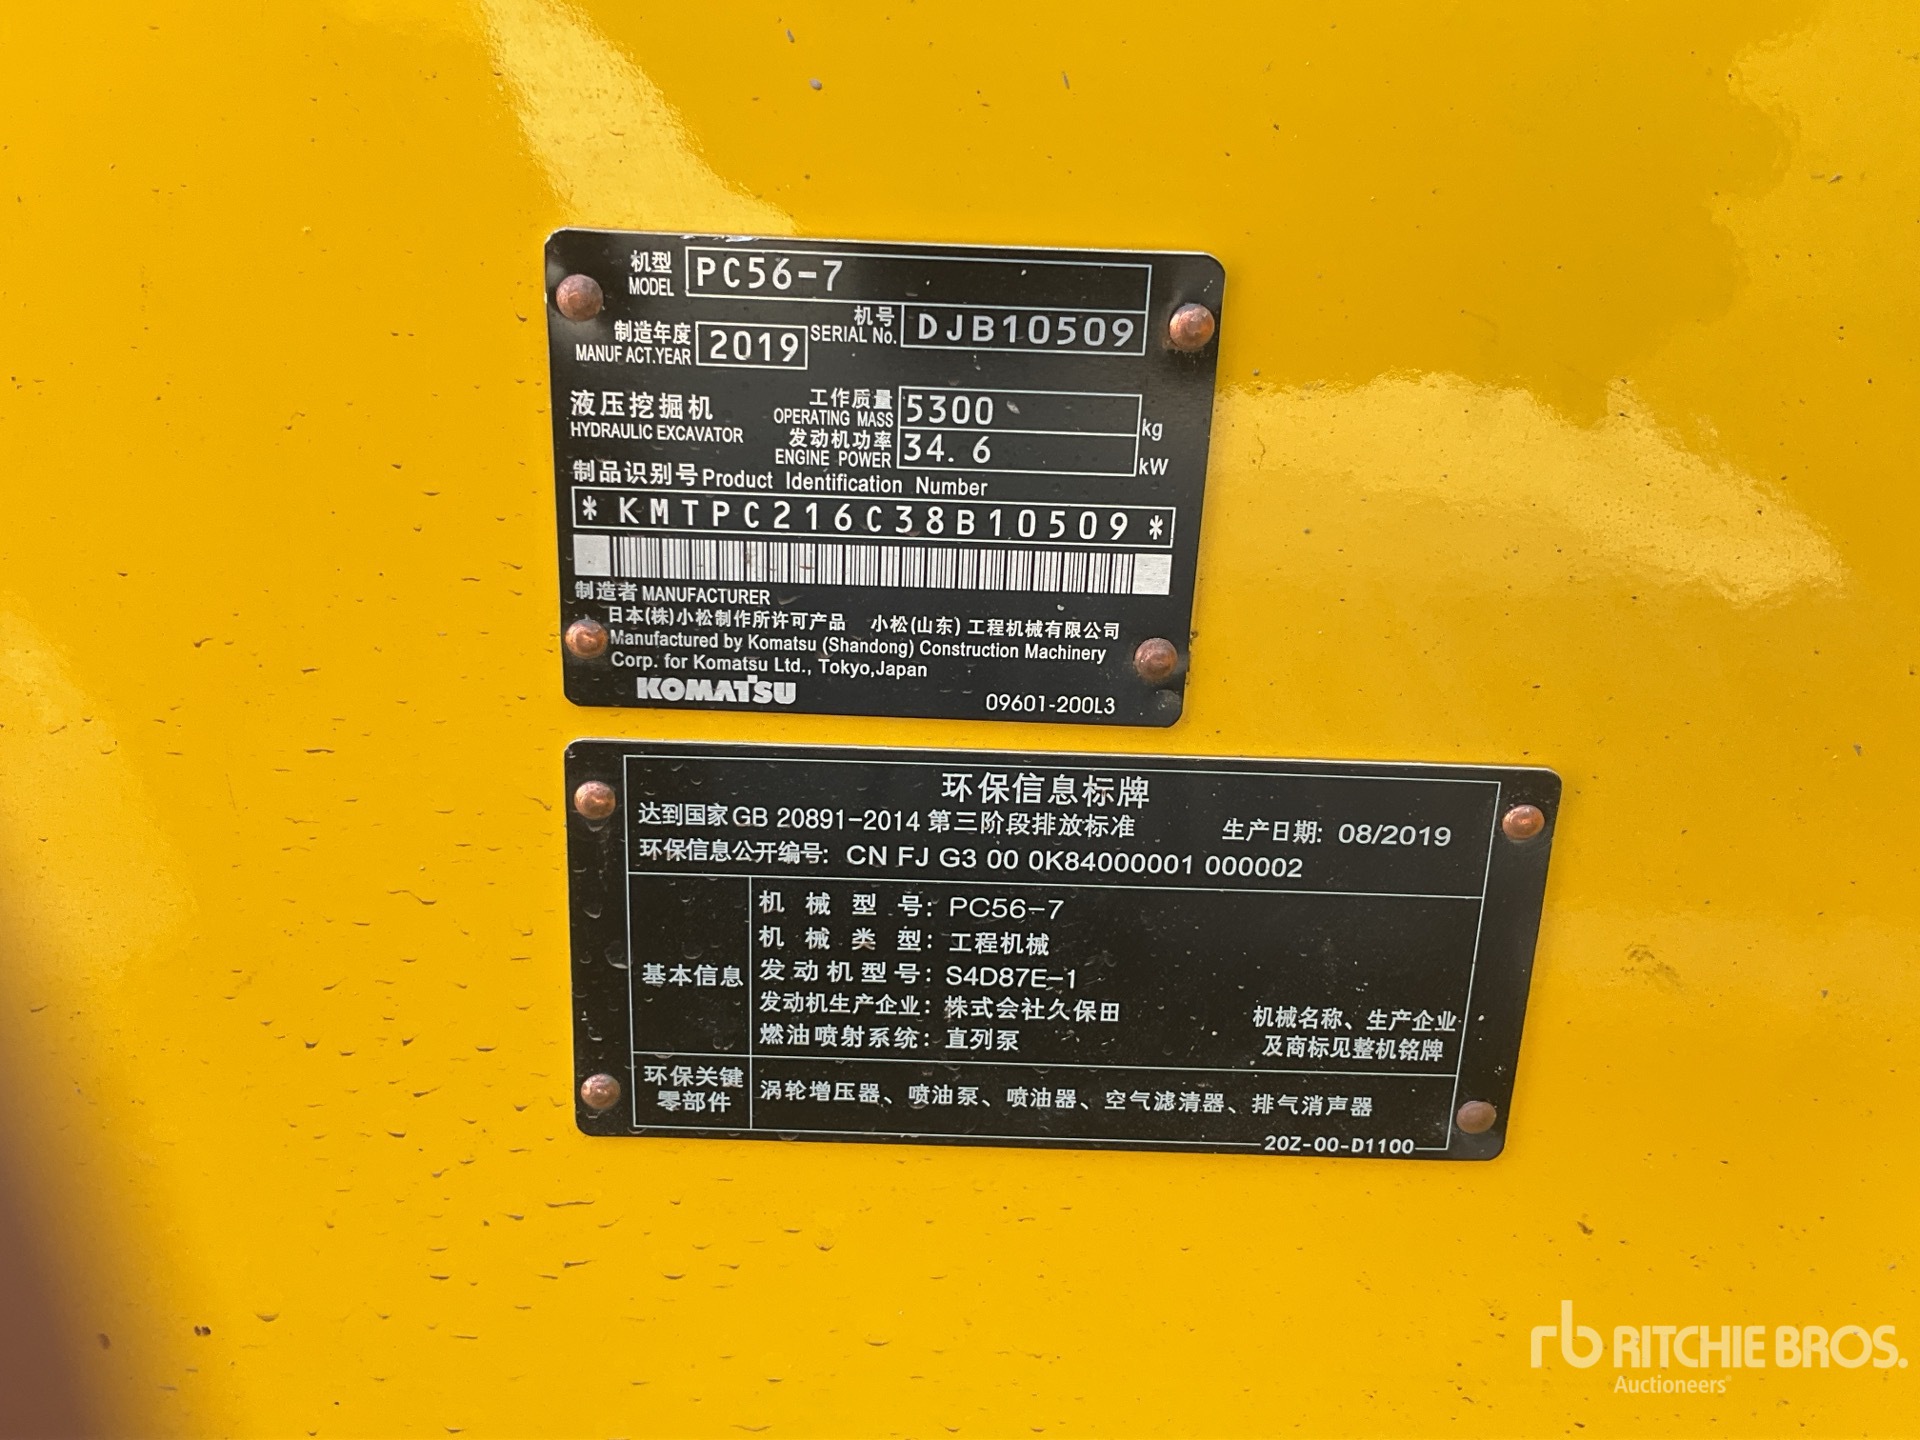 机型 PC56-7
MODEL
机号
SERIAL No. DJB10509
制造年度
MANUFACT.YEAR 2019
液压挖掘机
HYDRAULIC EXCAVATOR
工作质量
OPERATING MASS 5300 kg
发动机功率
ENGINE POWER 34.6 kW
制品识别号 Product Identification Number
*KMTPC216C38B10509*
制造者 MANUFACTURER
日本(株)小松制作所许可产品 小松(山东)工程机械有限公司
Manufactured by Komatsu (Shandong) Construction Machinery
Corp. for Komatsu Ltd., Tokyo,Japan
KOMATSU
09601-200L3
环保信息标牌
达到国家GB 20891-2014 第三阶段排放标准 生产日期: 08/2019
环保信息公开编号: CN FJ G3 00 0K84000001 000002
基本信息
机械型号: PC56-7
机械类型: 工程机械
发动机型号: S4D87E-1
发动机生产企业: 株式会社久保田
燃油喷射系统: 直列泵
机械名称、生产企业
及商标见整机铭牌
环保关键
零部件
涡轮增压器、喷油泵、喷油器、空气滤清器、排气消声器
20Z-00-D1100
rb RITCHIE BROS.
Auctioneers